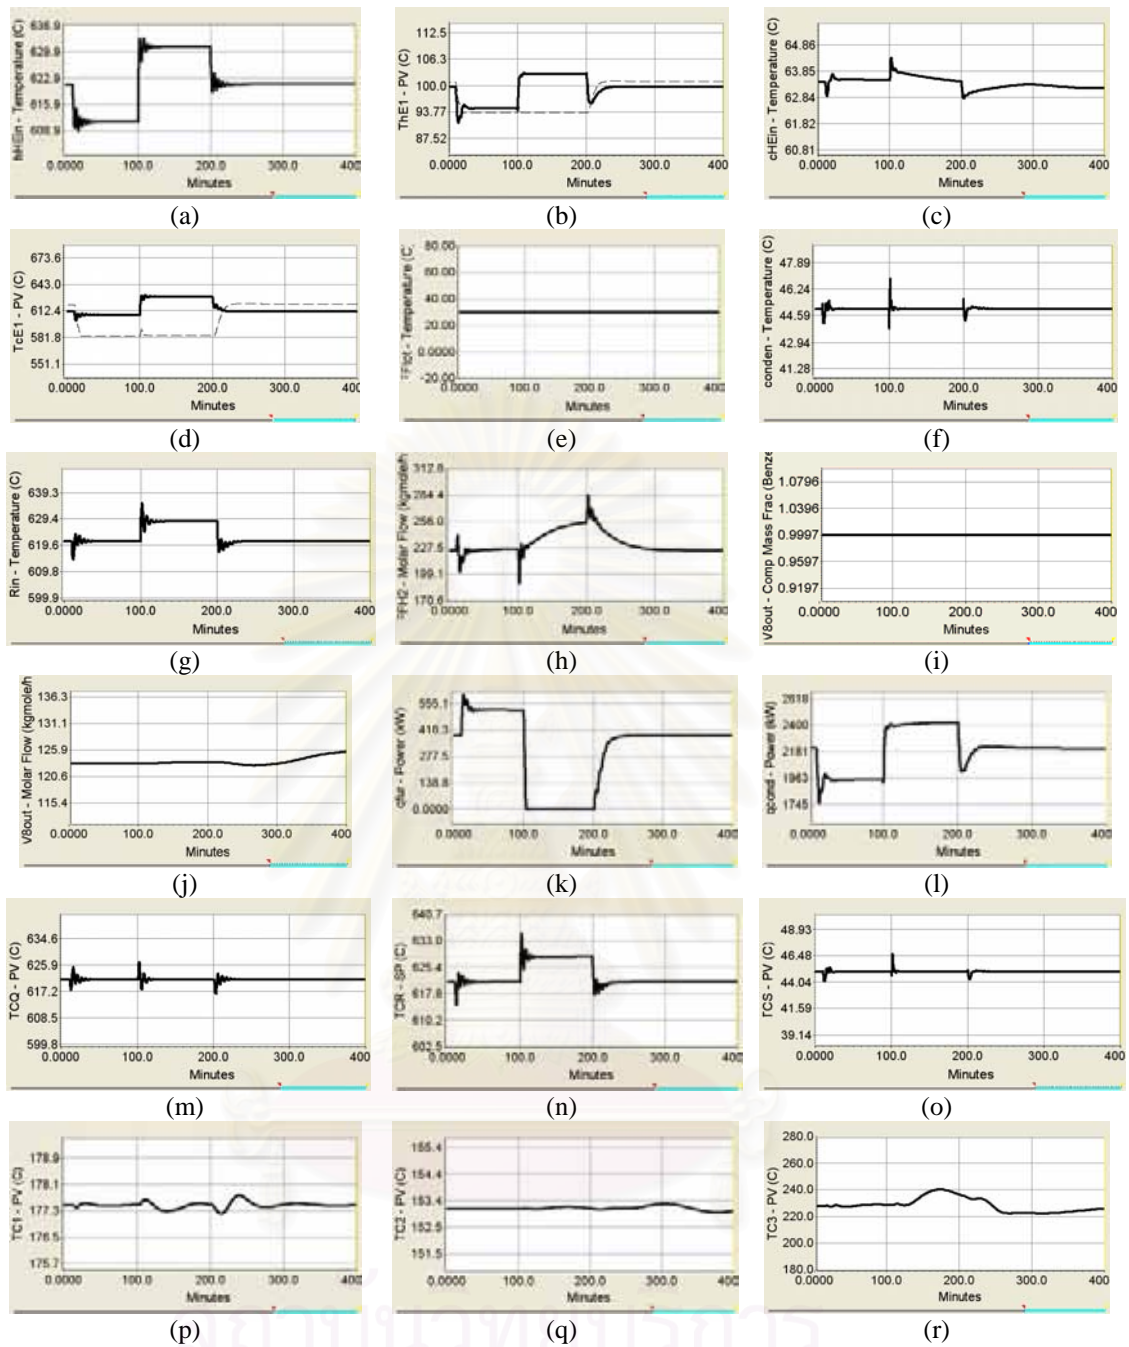 hHEin - Temperature (C)
636.9
629.9
622.9
615.9
608.9
0.0000 100.0 200.0 300.0 400
Minutes
(a)
ThE1 - PV (C)
112.5
106.3
100.0
93.77
87.52
0.0000 100.0 200.0 300.0 400
Minutes
(b)
cHEin - Temperature (C)
64.86
63.85
62.84
61.82
60.81
0.0000 100.0 200.0 300.0 400
Minutes
(c)
TcE1 - PV (C)
673.6
643.0
612.4
581.8
551.1
0.0000 100.0 200.0 300.0 400
Minutes
(d)
Temperature (C)
80.00
60.00
40.00
20.00
0.0000
-20.00
0.0000 100.0 200.0 300.0 400
Minutes
(e)
conden - Temperature (C)
47.89
46.24
44.59
42.94
41.28
0.0000 100.0 200.0 300.0 400
Minutes
(f)
Rin - Temperature (C)
639.3
629.4
619.6
609.8
599.9
0.0000 100.0 200.0 300.0 400
Minutes
(g)
FFH2 - Molar Flow (kgmole/h
312.8
284.4
256.0
227.5
199.1
170.6
0.0000 100.0 200.0 300.0 400
Minutes
(h)
V8out - Comp Mass Frac (Benze
1.0796
1.0396
0.9997
0.9597
0.9197
0.0000 100.0 200.0 300.0 400
Minutes
(i)
V8out - Molar Flow (kgmole/h
136.3
131.1
125.9
120.6
115.4
0.0000 100.0 200.0 300.0 400
Minutes
(j)
qfur - Power (kW)
555.1
416.3
277.5
138.8
0.0000
0.0000 100.0 200.0 300.0 400
Minutes
(k)
qcond - Power (kW)
2618
2400
2181
1963
1745
0.0000 100.0 200.0 300.0 400
Minutes
(l)
TCQ - PV (C)
634.6
625.9
617.2
608.5
599.8
0.0000 100.0 200.0 300.0 400
Minutes
(m)
TCR - SP (C)
640.7
633.0
625.4
617.8
610.2
602.5
0.0000 100.0 200.0 300.0 400
Minutes
(n)
TCS - PV (C)
48.93
46.48
44.04
41.59
39.14
0.0000 100.0 200.0 300.0 400
Minutes
(o)
TC1 - PV (C)
178.9
178.1
177.3
176.5
175.7
0.0000 100.0 200.0 300.0 400
Minutes
(p)
TC2 - PV (C)
155.4
154.4
153.4
152.5
151.5
0.0000 100.0 200.0 300.0 400
Minutes
(q)
TC3 - PV (C)
280.0
260.0
240.0
220.0
200.0
180.0
0.0000 100.0 200.0 300.0 400
Minutes
(r)